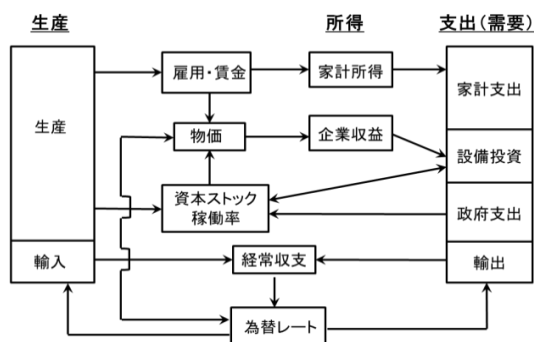 生産
所得
支出(需要)
生産
雇用・賃金
家計所得
家計支出
物価
企業収益
設備投資
資本ストック
稼働率
政府支出
輸入
経常収支
輸出
為替レート